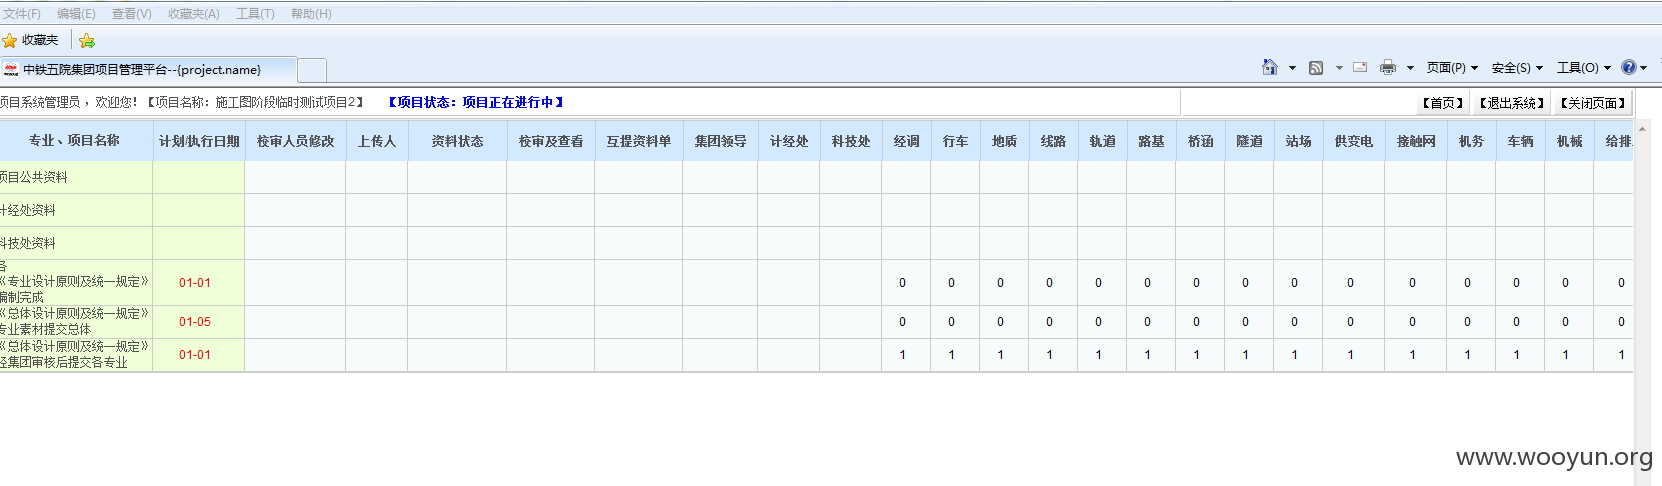 文件(F) 编辑(E) 查看(V) 收藏夹(A) 工具(T) 帮助(H)
收藏夹
中铁五院集团项目管理平台--{project.name} 页面(P) 安全(S) 工具(O)
项目系统管理员 ，欢迎您! 【项目名称：施工图阶段临时测试项目2】 【项目状态：项目正在进行中】 【首页】 【退出系统】 【关闭页面】
专业、项目名称 计划/执行日期 校审人员修改 上传人 资料状态 校审及查看 互提资料单 集团领导 计经处 科技处 经调 行车 地质 线路 轨道 路基 桥涵 隧道 站场 供变电 接触网 机务 车辆 机械 给排
项目公共资料
计经处资料
科技处资料
各
《专业设计原则及统一规定》 01-01 0 0 0 0 0 0 0 0 0 0 0 0 0 0 0
编制完成
《总体设计原则及统一规定》
专业素材提交总体 01-05 0 0 0 0 0 0 0 0 0 0 0 0 0 0 0
《总体设计原则及统一规定》
经集团审核后提交各专业 01-01 1 1 1 1 1 1 1 1 1 1 1 1 1 1 1
www.wooyun.org